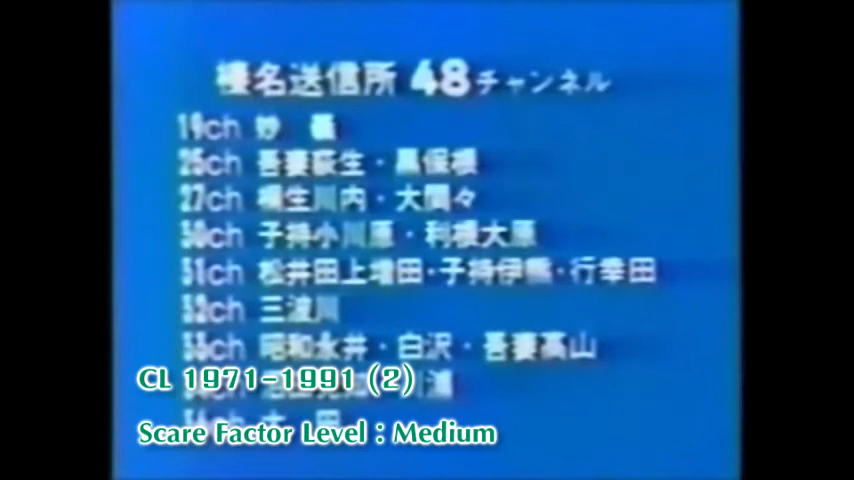 榛名送信所 48チャンネル
19ch 妙 義
25ch 吾妻萩生・黒保根
27ch 桐生川内・大間々
30ch 子持小川原・利根大原
31ch 松井田上増田・子持伊熊・行幸田
32ch 三波川
33ch 昭和永井・白沢・吾妻高山
CL 1971-1991 (2)
Scare Factor Level : Medium